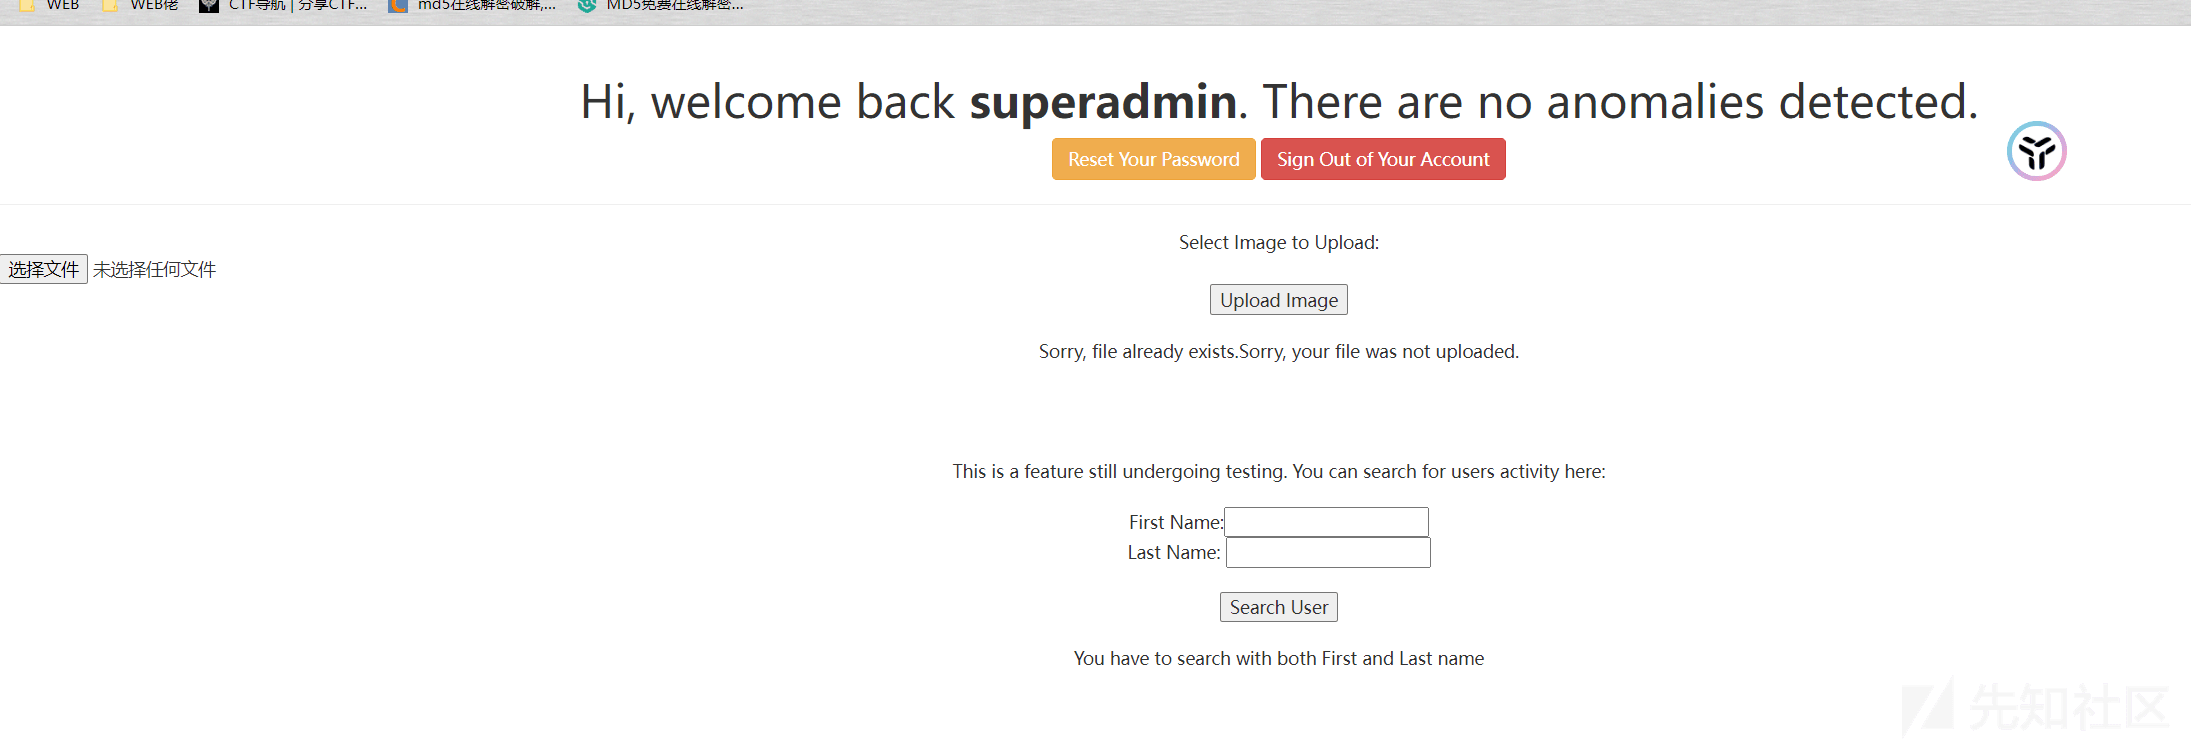 WEB WEB佬 CTF导航 | 分享CTF... md5在线解密破解,... MD5免费在线解密...
Hi, welcome back superadmin. There are no anomalies detected.
Reset Your Password Sign Out of Your Account
Select Image to Upload:
选择文件 未选择任何文件
Upload Image
Sorry, file already exists.Sorry, your file was not uploaded.
This is a feature still undergoing testing. You can search for users activity here:
First Name:
Last Name:
Search User
You have to search with both First and Last name
先知社区